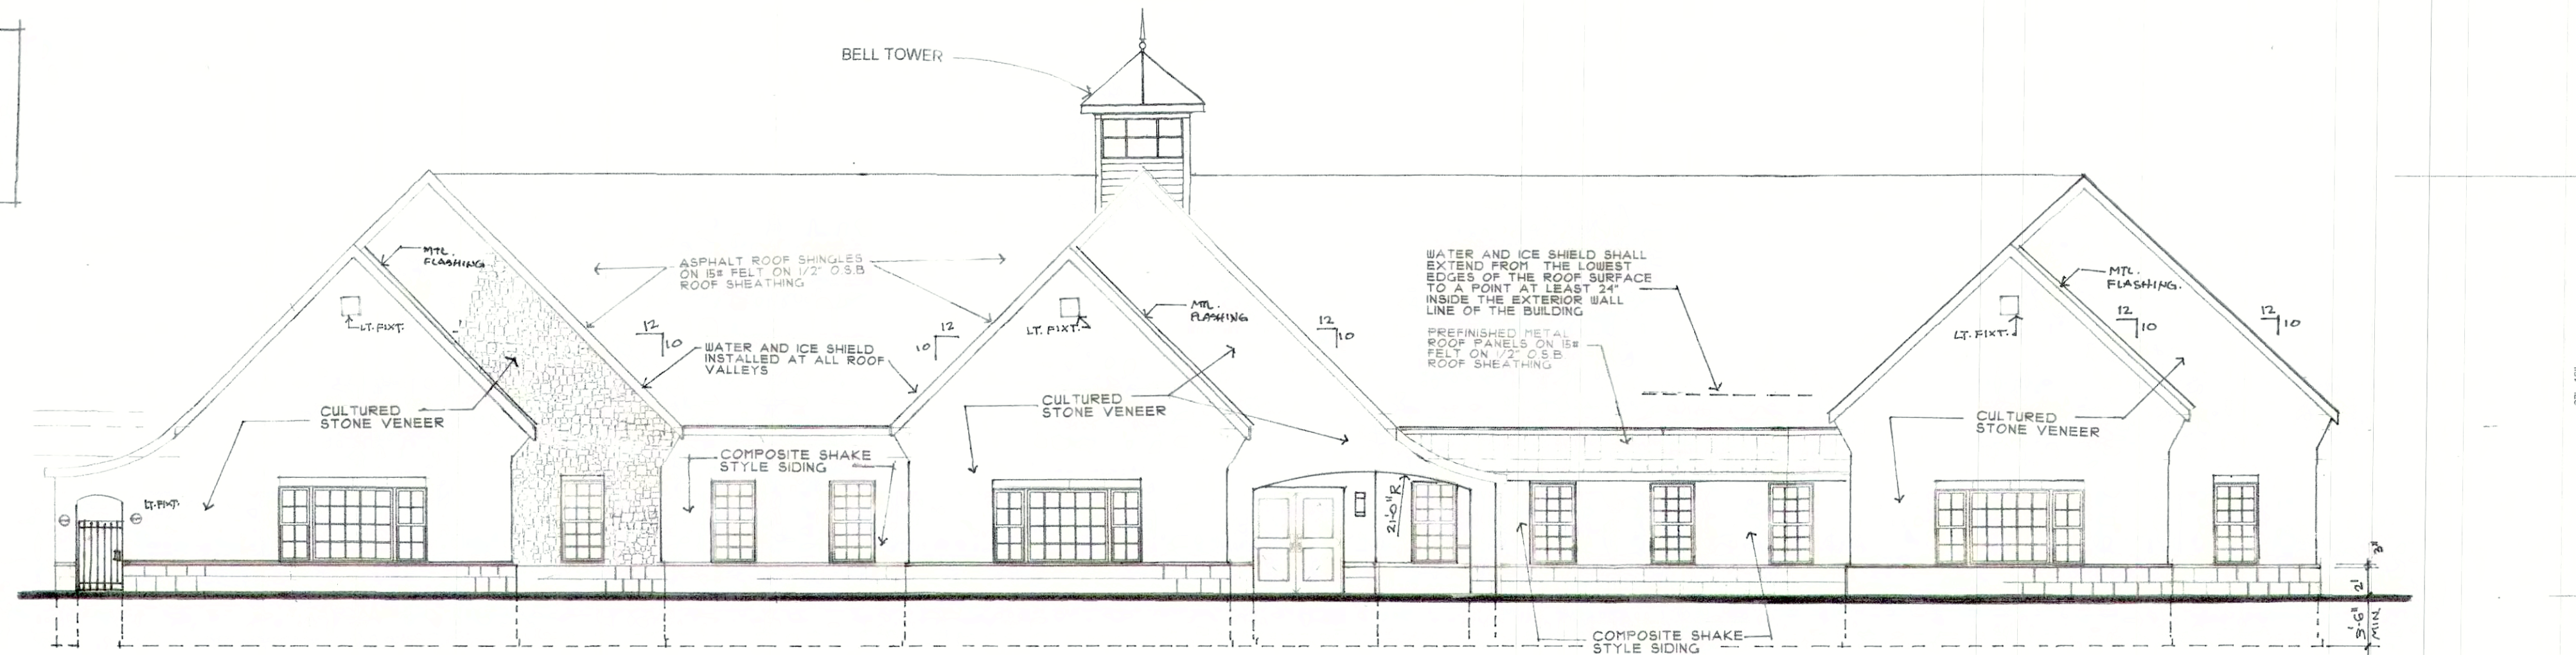 BELL TOWER
MTL.
FLASHING
ASPHALT ROOF SHINGLES
ON 15# FELT ON 1/2" O.S.B
ROOF SHEATHING
LT. FIXT.
12
10
WATER AND ICE SHIELD
INSTALLED AT ALL ROOF
VALLEYS
12
10
CULTURED
STONE VENEER
COMPOSITE SHAKE
STYLE SIDING
LT. FIXT.
MTL.
FLASHING
LT. FIXT.
12
10
CULTURED
STONE VENEER
21'-0" R
WATER AND ICE SHIELD SHALL
EXTEND FROM THE LOWEST
EDGES OF THE ROOF SURFACE
TO A POINT AT LEAST 24"
INSIDE THE EXTERIOR WALL
LINE OF THE BUILDING
PREFINISHED METAL
ROOF PANELS ON 15#
FELT ON 1/2" O.S.B
ROOF SHEATHING
MTL.
FLASHING.
LT. FIXT.
12
10
12
10
CULTURED
STONE VENEER
3"
2'
3'-6"
MIN.
COMPOSITE SHAKE
STYLE SIDING